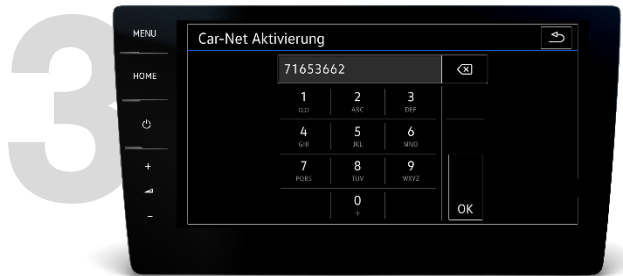 3
MENU
HOME
+
-
Car-Net Aktivierung
71653662
1 2 3
ABC DEF
4 5 6
GHI JKL MNO
7 8 9
PQRS TUV WXYZ
0
+
OK